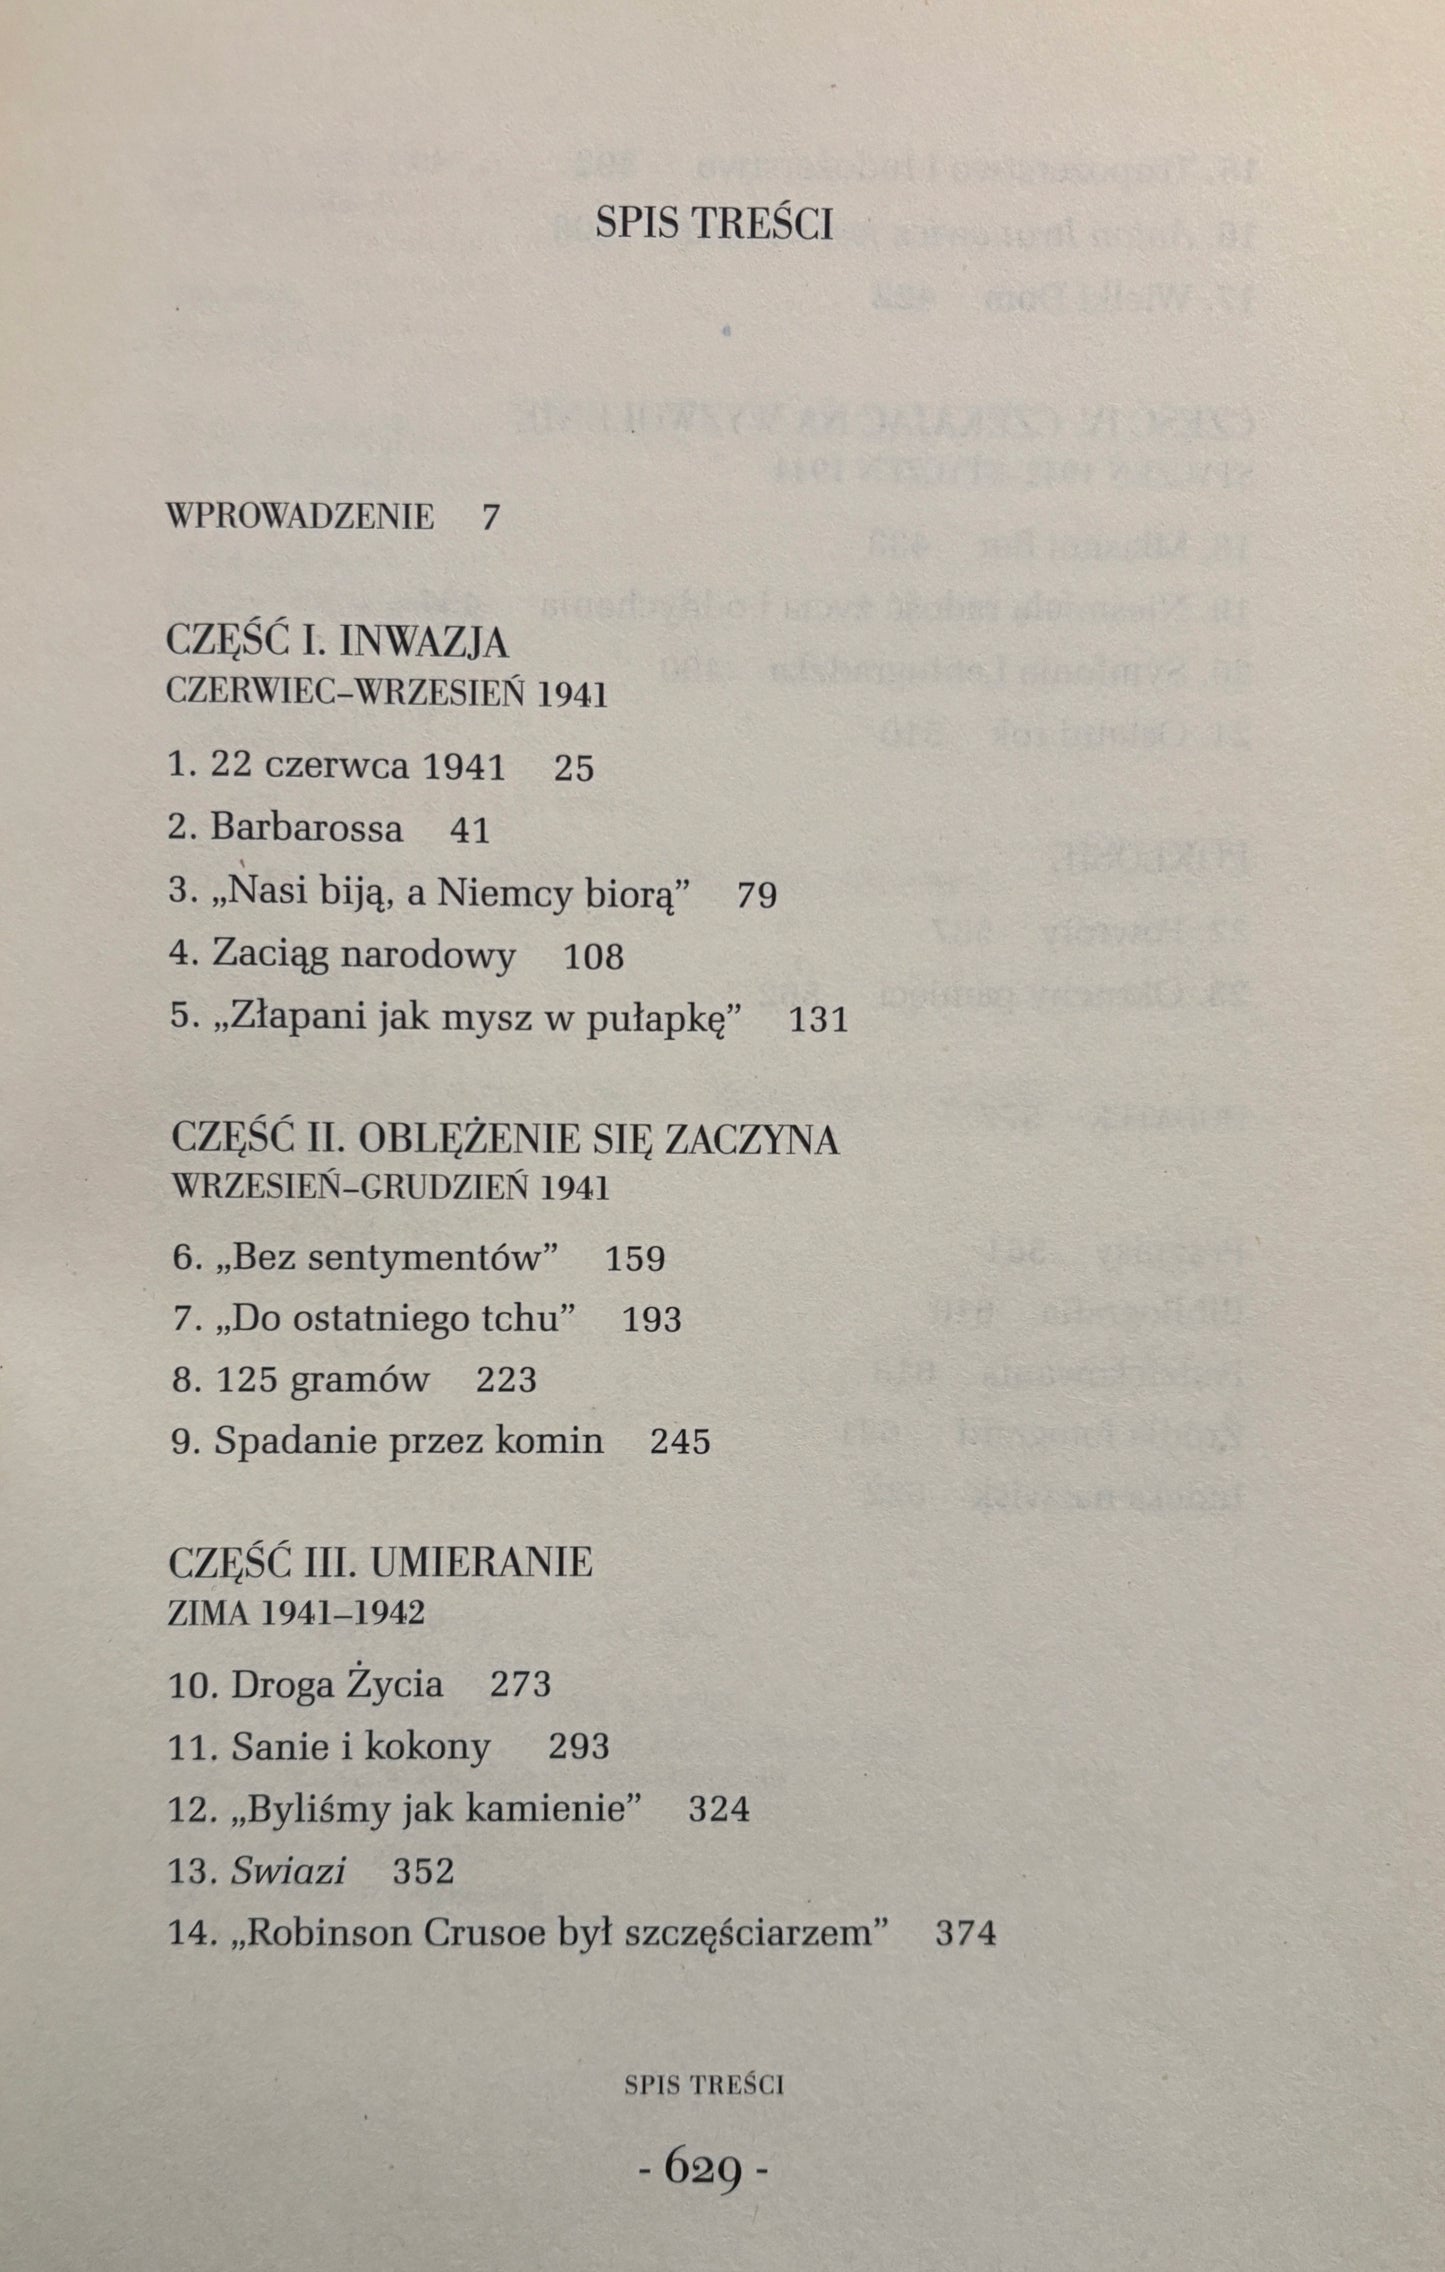 SPIS TREŚCI
WPROWADZENIE 7
CZĘŚĆ I. INWAZJA
CZERWIEC–WRZESIEŃ 1941
1. 22 czerwca 1941 25
2. Barbarossa 41
3. „Nasi biją, a Niemcy biorą” 79
4. Zaciąg narodowy 108
5. „Złapani jak mysz w pułapkę” 131
CZĘŚĆ II. OBLĘŻENIE SIĘ ZACZYNA
WRZESIEŃ–GRUDZIEŃ 1941
6. „Bez sentymentów” 159
7. „Do ostatniego tchu” 193
8. 125 gramów 223
9. Spadanie przez komin 245
CZĘŚĆ III. UMIERANIE
ZIMA 1941–1942
10. Droga Życia 273
11. Sanie i kokony 293
12. „Byliśmy jak kamienie” 324
13. Swiazi 352
14. „Robinson Crusoe był szczęściarzem” 374
SPIS TREŚCI
- 629 -